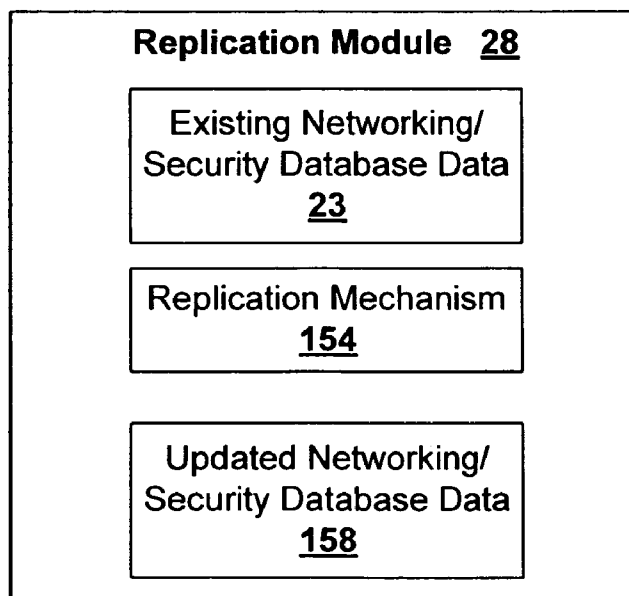 Replication Module 28
Existing Networking/
Security Database Data
23
Replication Mechanism
154
Updated Networking/
Security Database Data
158